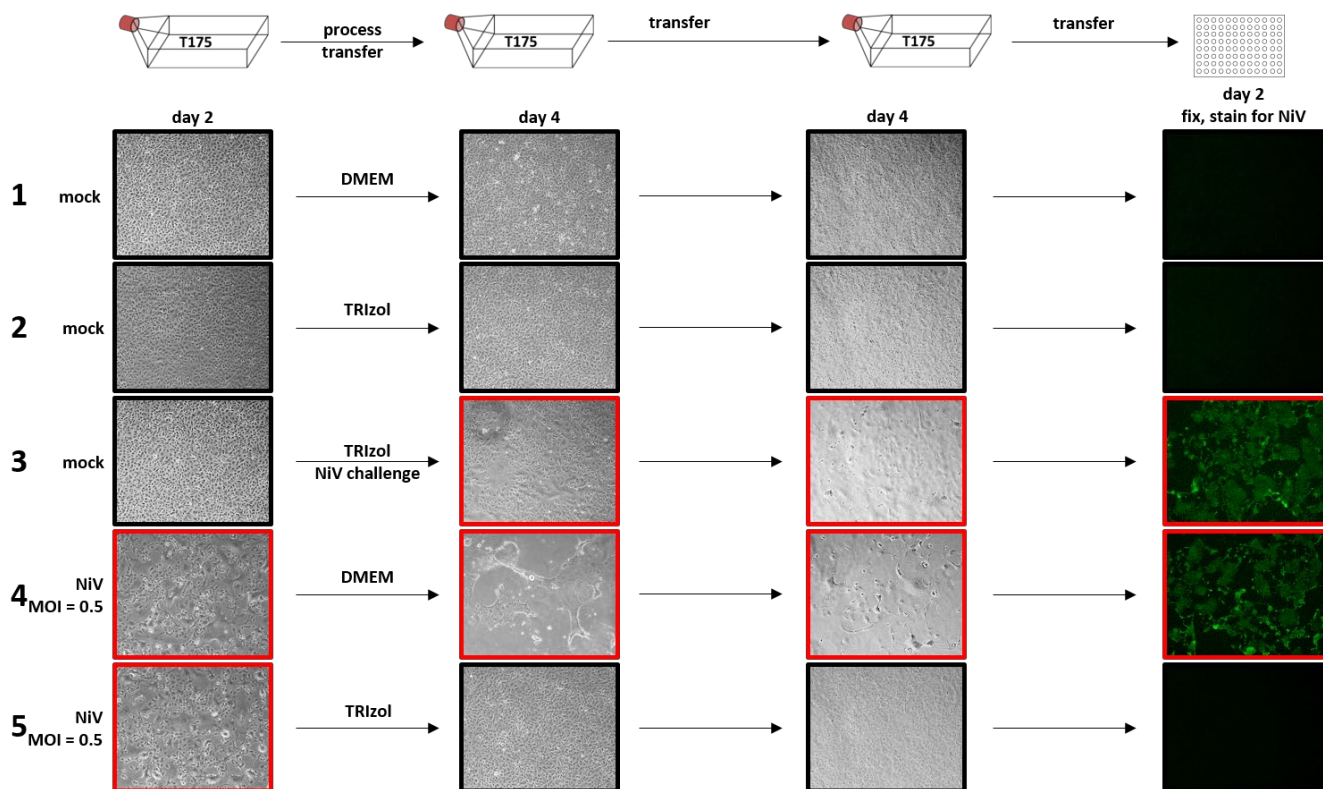 T175
process
transfer
T175
transfer
T175
transfer
day 2
day 4
day 4
day 2
fix, stain for NiV
1 mock
DMEM
2 mock
TRIzol
3 mock
TRIzol
NiV challenge
4 NiV
MOI = 0.5
DMEM
5 NiV
MOI = 0.5
TRIzol